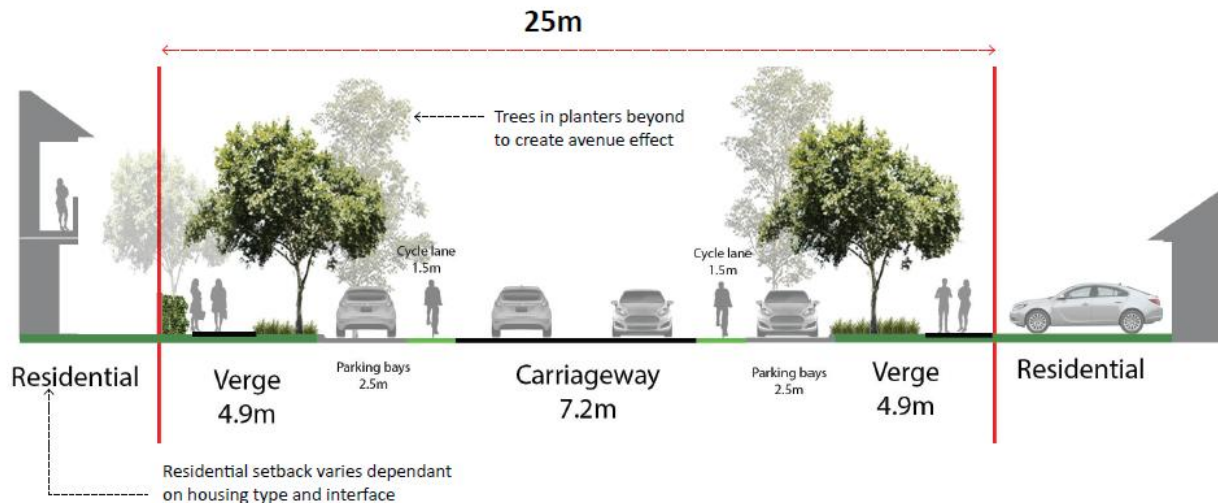 25m
Trees in planters beyond
to create avenue effect
Cycle lane
1.5m
Cycle lane
1.5m
Residential
Verge
4.9m
Parking bays
2.5m
Carriageway
7.2m
Parking bays
2.5m
Verge
4.9m
Residential
Residential setback varies dependant
on housing type and interface